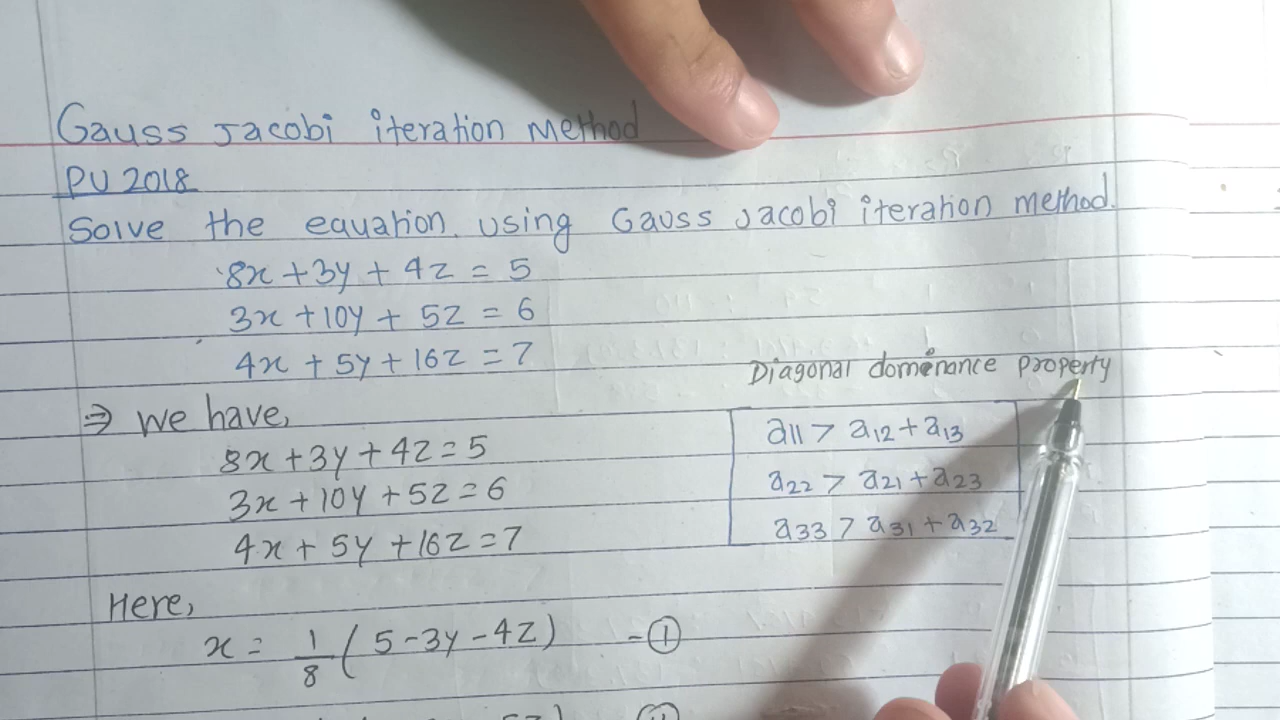 Gauss Jacobi iteration method
PU 2018
Solve the equation. using Gauss Jacobi iteration method.
8x + 3y + 4z = 5
3x + 10y + 5z = 6
4x + 5y + 16z = 7
Diagonal dominance property
⇒ we have,
8x + 3y + 4z = 5
3x + 10y + 5z = 6
4x + 5y + 16z = 7
a11 > a12 + a13
a22 > a21 + a23
a33 > a31 + a32
Here,
x = 1/8 ( 5 - 3y - 4z) - ①